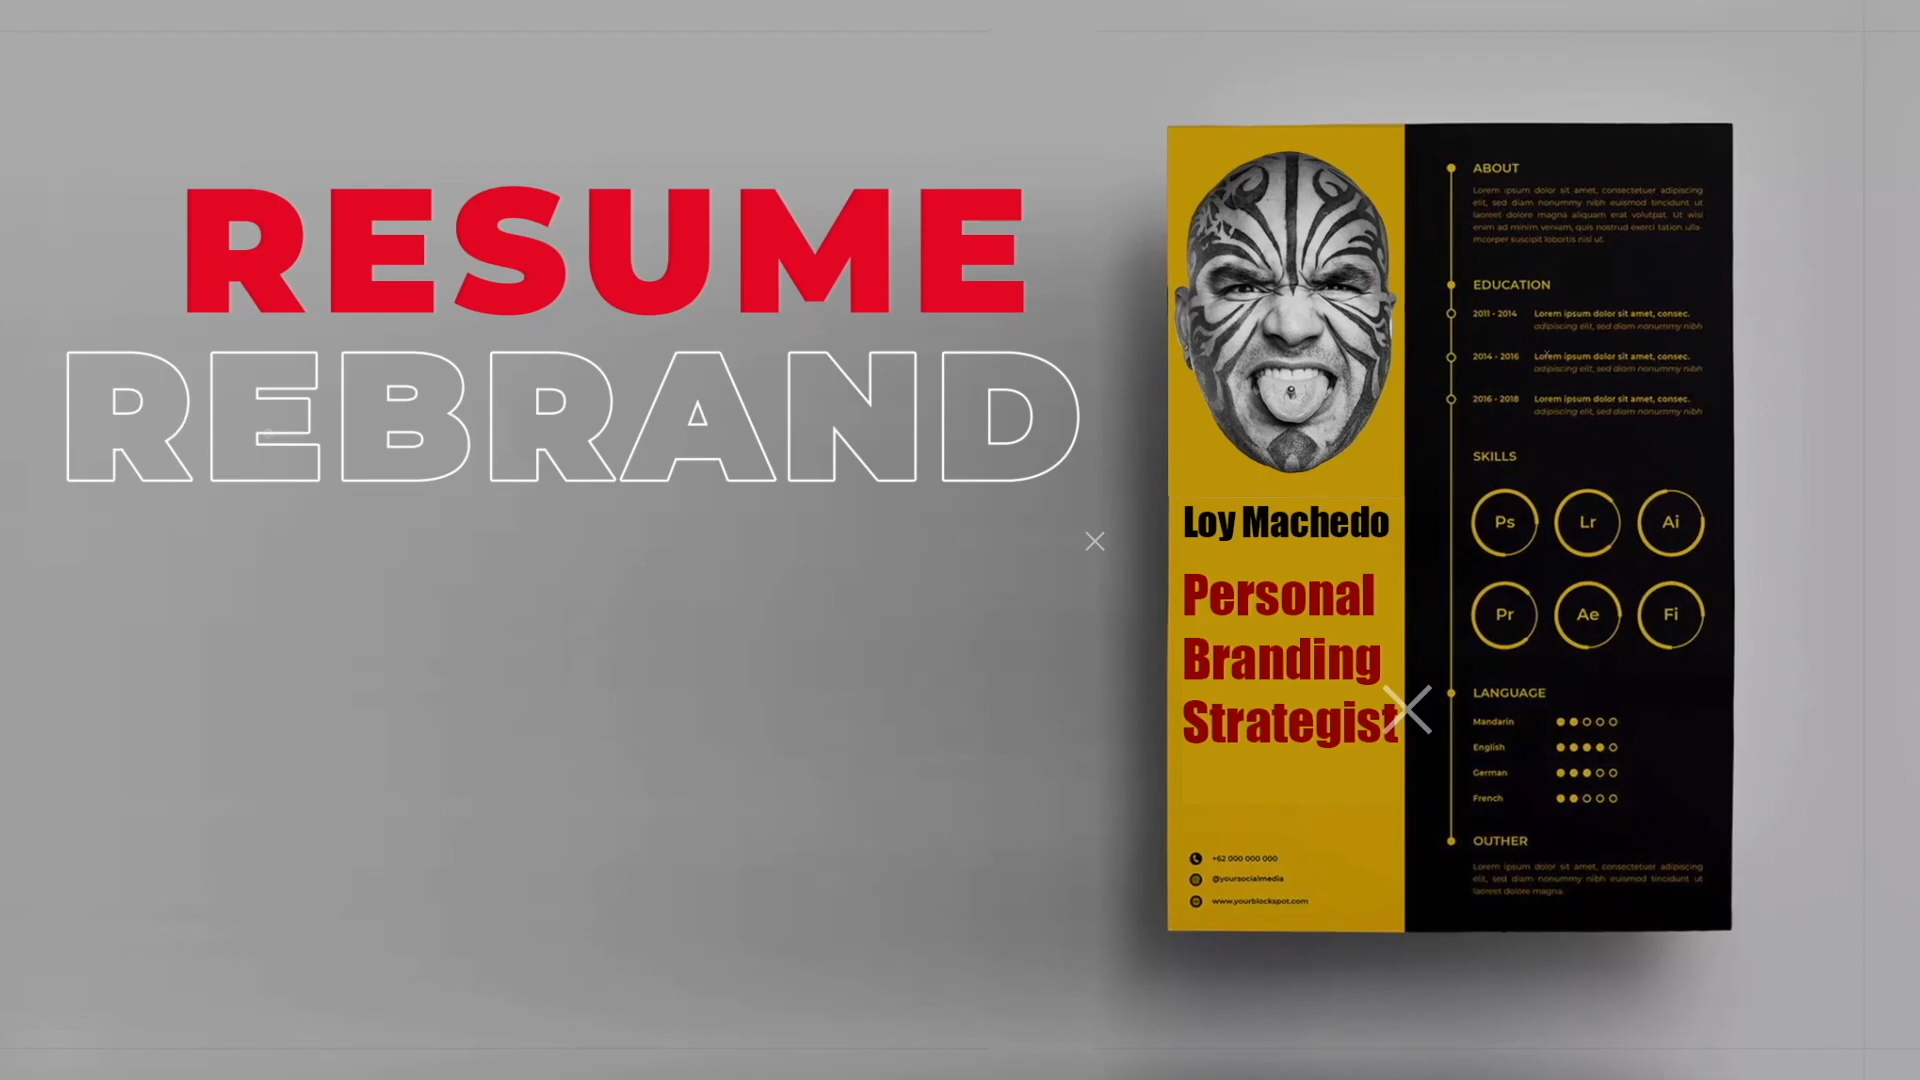 RESUME
REBRAND
Loy Machedo
Personal
Branding
Strategist
+62 000 000 000
@yoursocialmedia
www.yourblockspot.com
ABOUT
Lorem ipsum dolor sit amet, consectetuer adipiscing
elit, sed diam nonummy nibh euismod tincidunt ut
laoreet dolore magna aliquam erat volutpat. Ut wisi
enim ad minim veniam, quis nostrud exerci tation ulla-
mcorper suscipit lobortis nisl ut.
EDUCATION
2011 - 2014 Lorem ipsum dolor sit amet, consec.
adipiscing elit, sed diam nonummy nibh
2014 - 2016 Lorem ipsum dolor sit amet, consec.
adipiscing elit, sed diam nonummy nibh
2016 - 2018 Lorem ipsum dolor sit amet, consec.
adipiscing elit, sed diam nonummy nibh
SKILLS
Ps Lr Ai
Pr Ae Fi
LANGUAGE
Mandarin
English
German
French
OUTHER
Lorem ipsum dolor sit amet, consectetuer adipiscing
elit, sed diam nonummy nibh euismod tincidunt ut
laoreet dolore magna.